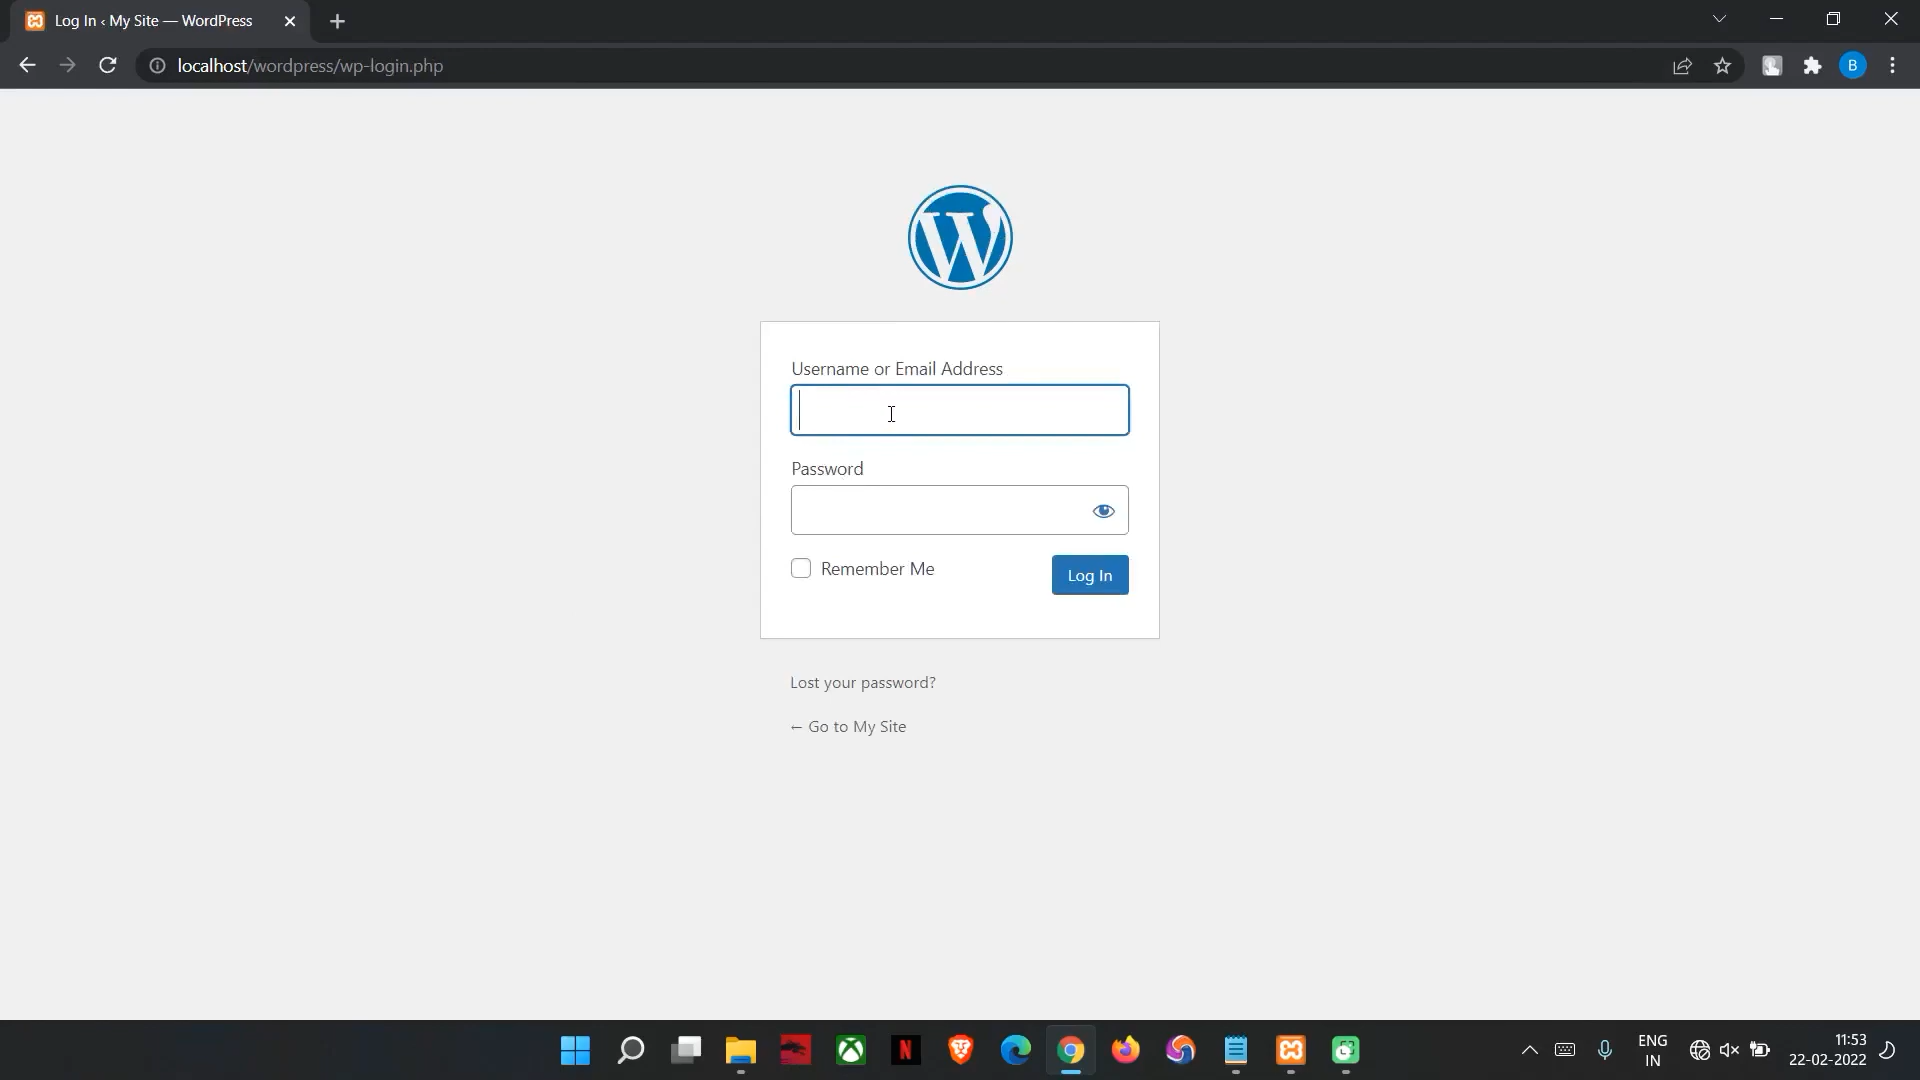 Log In ‹ My Site — WordPress
localhost/wordpress/wp-login.php
B
Username or Email Address
Password
Remember Me
Log In
Lost your password?
← Go to My Site
ENG
IN
11:53
22-02-2022